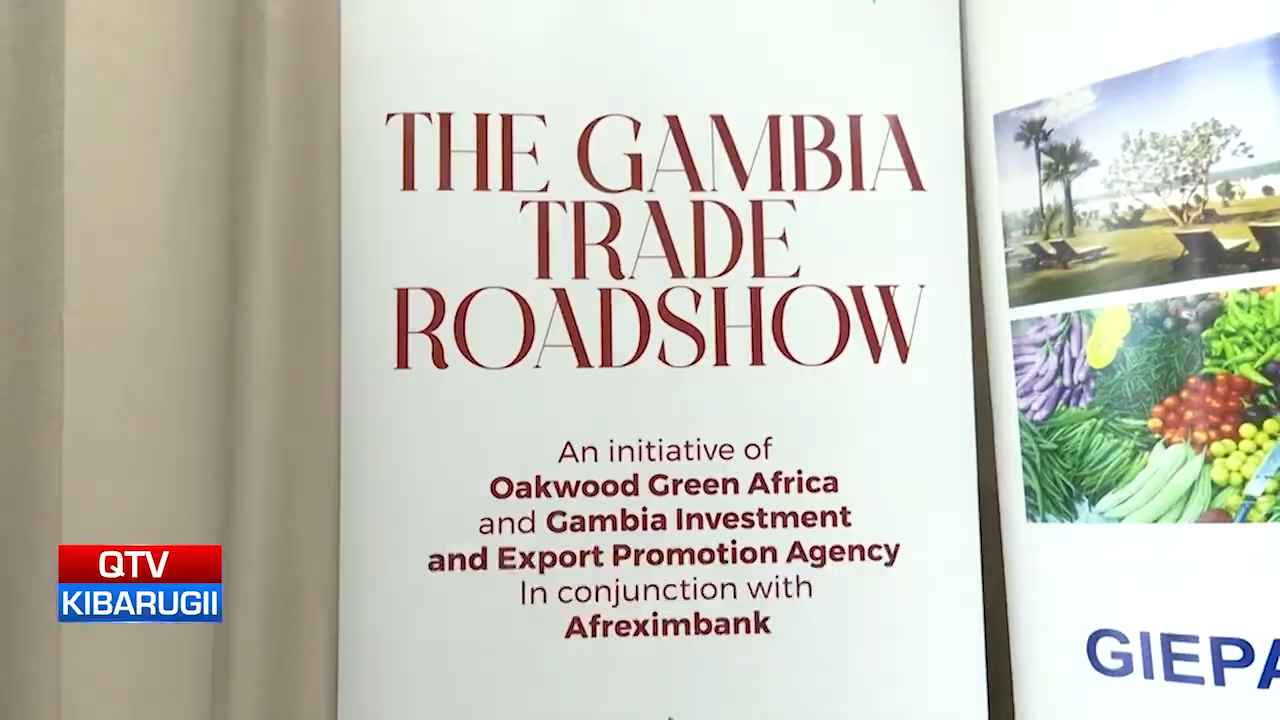 THE GAMBIA
TRADE
ROADSHOW
An initiative of
Oakwood Green Africa
and Gambia Investment
and Export Promotion Agency
In conjunction with
Afreximbank
GIEPA
QTV
KIBARUGII